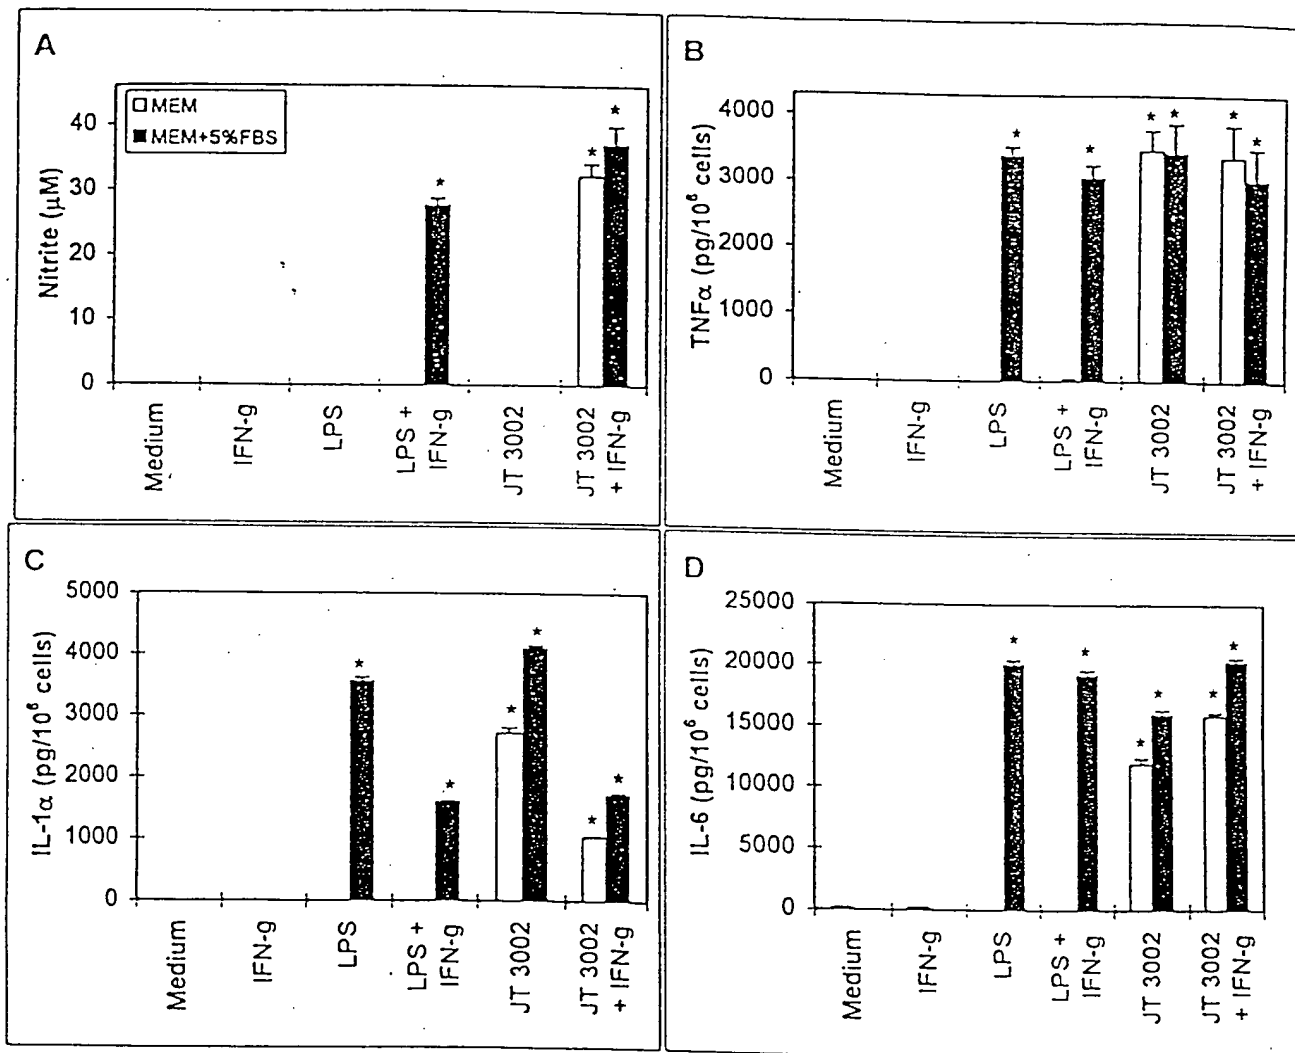 A
MEM
MEM+5%FBS
40
30
20
10
0
Nitrite (μM)
* * *
Medium
IFN-g
LPS
LPS +
IFN-g
JT 3002
JT 3002
+ IFN-g
B
4000
3000
2000
1000
0
TNFα (pg/10⁶ cells)
* * * * * *
Medium
IFN-g
LPS
LPS +
IFN-g
JT 3002
JT 3002
+ IFN-g
C
5000
4000
3000
2000
1000
0
IL-1α (pg/10⁶ cells)
* * * * * *
Medium
IFN-g
LPS
LPS +
IFN-g
JT 3002
JT 3002
+ IFN-g
D
25000
20000
15000
10000
5000
0
IL-6 (pg/10⁶ cells)
* * * * * *
Medium
IFN-g
LPS
LPS +
IFN-g
JT 3002
JT 3002
+ IFN-g